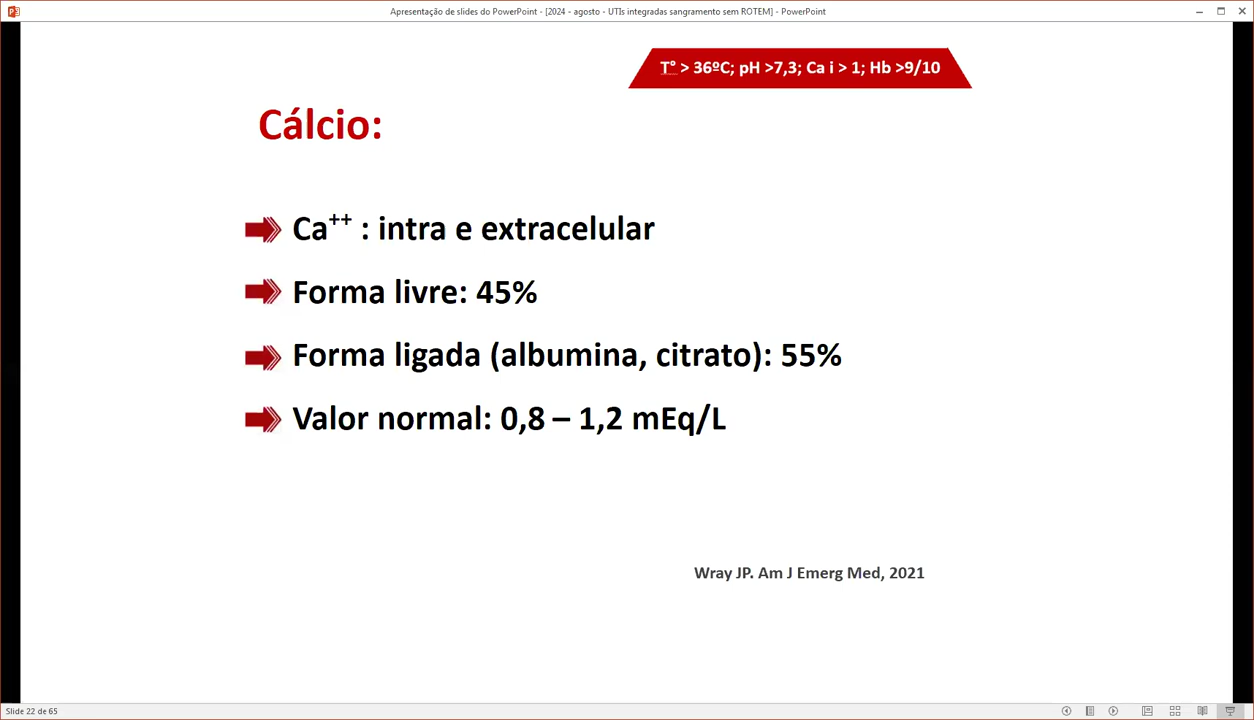 Apresentação de slides do PowerPoint - [2024 - agosto - UTIs integradas sangramento sem ROTEM] - PowerPoint
T° > 36ºC; pH >7,3; Ca i > 1; Hb >9/10
Cálcio:
Ca++ : intra e extracelular
Forma livre: 45%
Forma ligada (albumina, citrato): 55%
Valor normal: 0,8 – 1,2 mEq/L
Wray JP. Am J Emerg Med, 2021
Slide 22 de 65